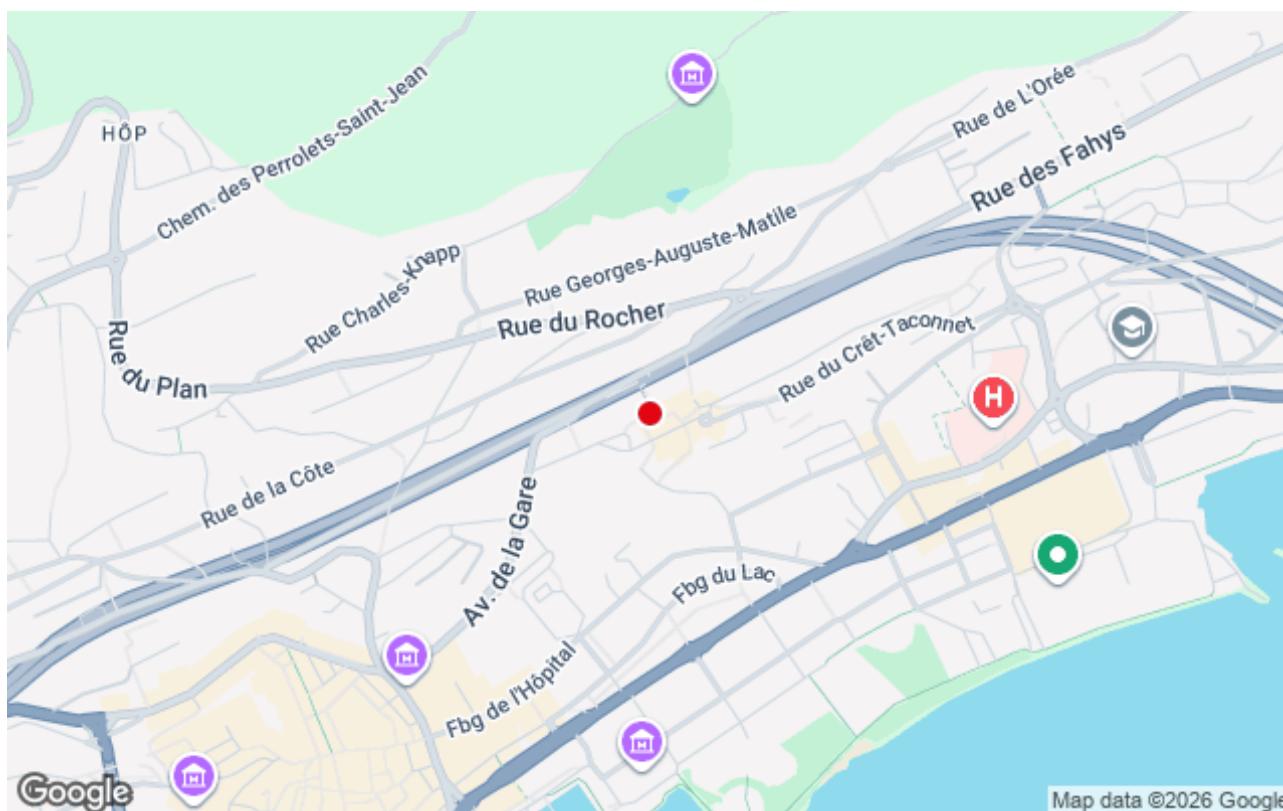 Rue de L'Orée
HÔP
Chem. des Perrolets-Saint-Jean
Rue des Fahys
Rue Georges-Auguste-Matile
Rue Charles-Knapp
Rue du Rocher
Rue du Crêt-Taconnet
Rue du Plan
H
Rue de la Côte
Av. de la Gare
Fbg du Lac
Fbg de l'Hôpital
Google
Map data ©2026 Google